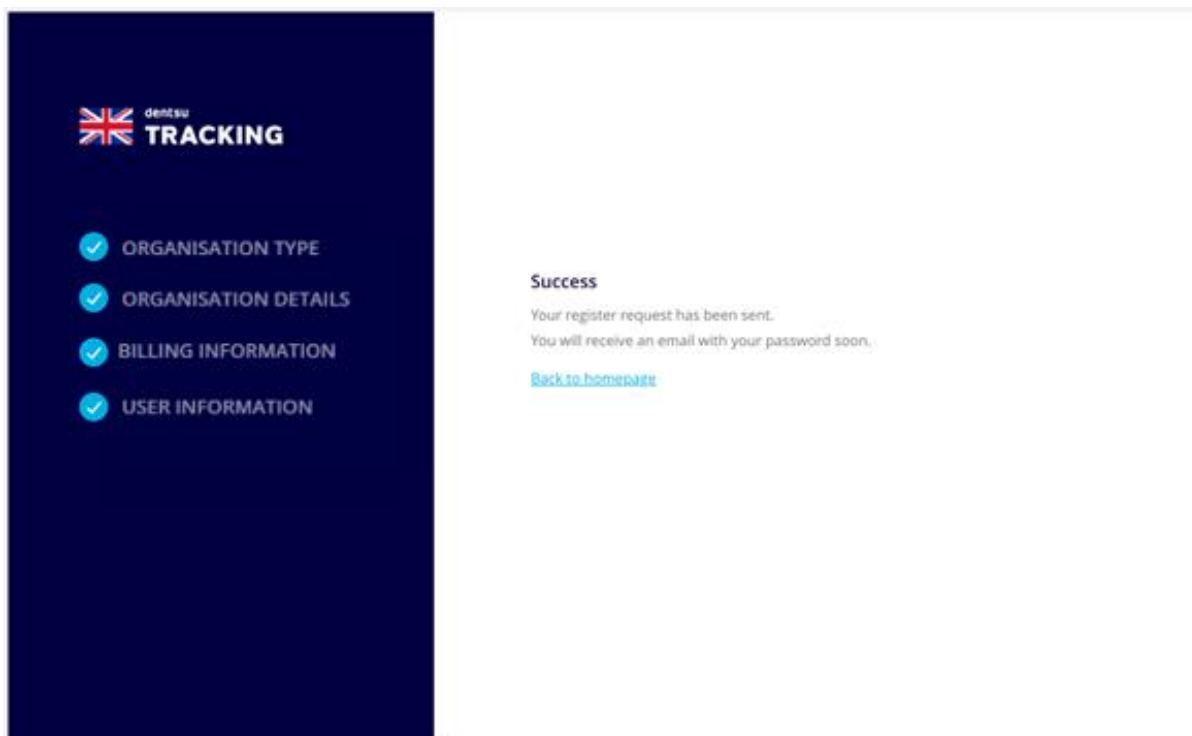 dentsu
TRACKING
ORGANISATION TYPE
ORGANISATION DETAILS
BILLING INFORMATION
USER INFORMATION
Success
Your register request has been sent.
You will receive an email with your password soon.
Back to homepage